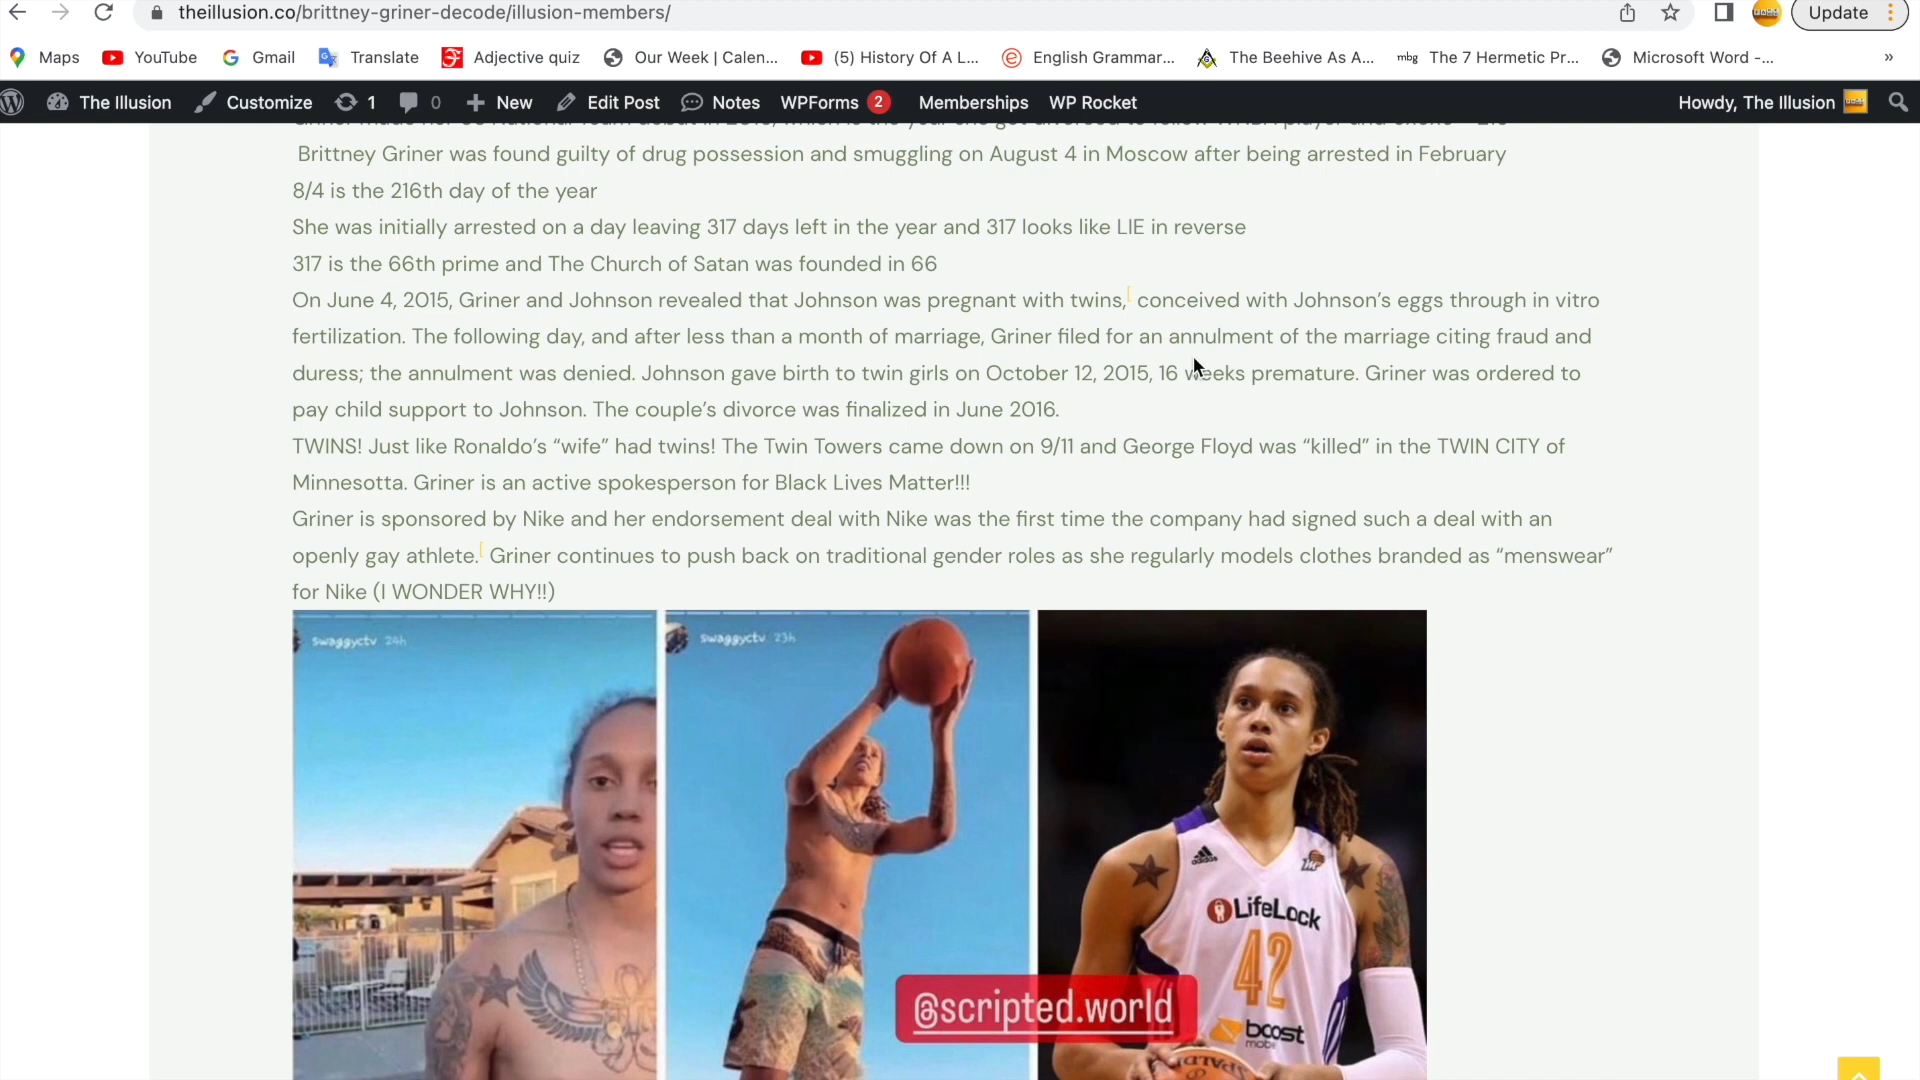 theillusion.co/brittney-griner-decode/illusion-members/
Update
Maps
YouTube
Gmail
Translate
Adjective quiz
Our Week | Calen...
(5) History Of A L...
English Grammar...
The Beehive As A...
mbg
The 7 Hermetic Pr...
Microsoft Word -...
»
The Illusion
Customize
1
0
New
Edit Post
Notes
WPForms 2
Memberships
WP Rocket
Howdy, The Illusion
Brittney Griner was found guilty of drug possession and smuggling on August 4 in Moscow after being arrested in February
8/4 is the 216th day of the year
She was initially arrested on a day leaving 317 days left in the year and 317 looks like LIE in reverse
317 is the 66th prime and The Church of Satan was founded in 66
On June 4, 2015, Griner and Johnson revealed that Johnson was pregnant with twins,[ conceived with Johnson’s eggs through in vitro
fertilization. The following day, and after less than a month of marriage, Griner filed for an annulment of the marriage citing fraud and
duress; the annulment was denied. Johnson gave birth to twin girls on October 12, 2015, 16 weeks premature. Griner was ordered to
pay child support to Johnson. The couple’s divorce was finalized in June 2016.
TWINS! Just like Ronaldo’s “wife” had twins! The Twin Towers came down on 9/11 and George Floyd was “killed” in the TWIN CITY of
Minnesotta. Griner is an active spokesperson for Black Lives Matter!!!
Griner is sponsored by Nike and her endorsement deal with Nike was the first time the company had signed such a deal with an
openly gay athlete.[ Griner continues to push back on traditional gender roles as she regularly models clothes branded as “menswear”
for Nike (I WONDER WHY!!)
swaggyctv 24h
swaggyctv 23h
adidas
LifeLock
42
@scripted.world
boost
mobile
SPALDING